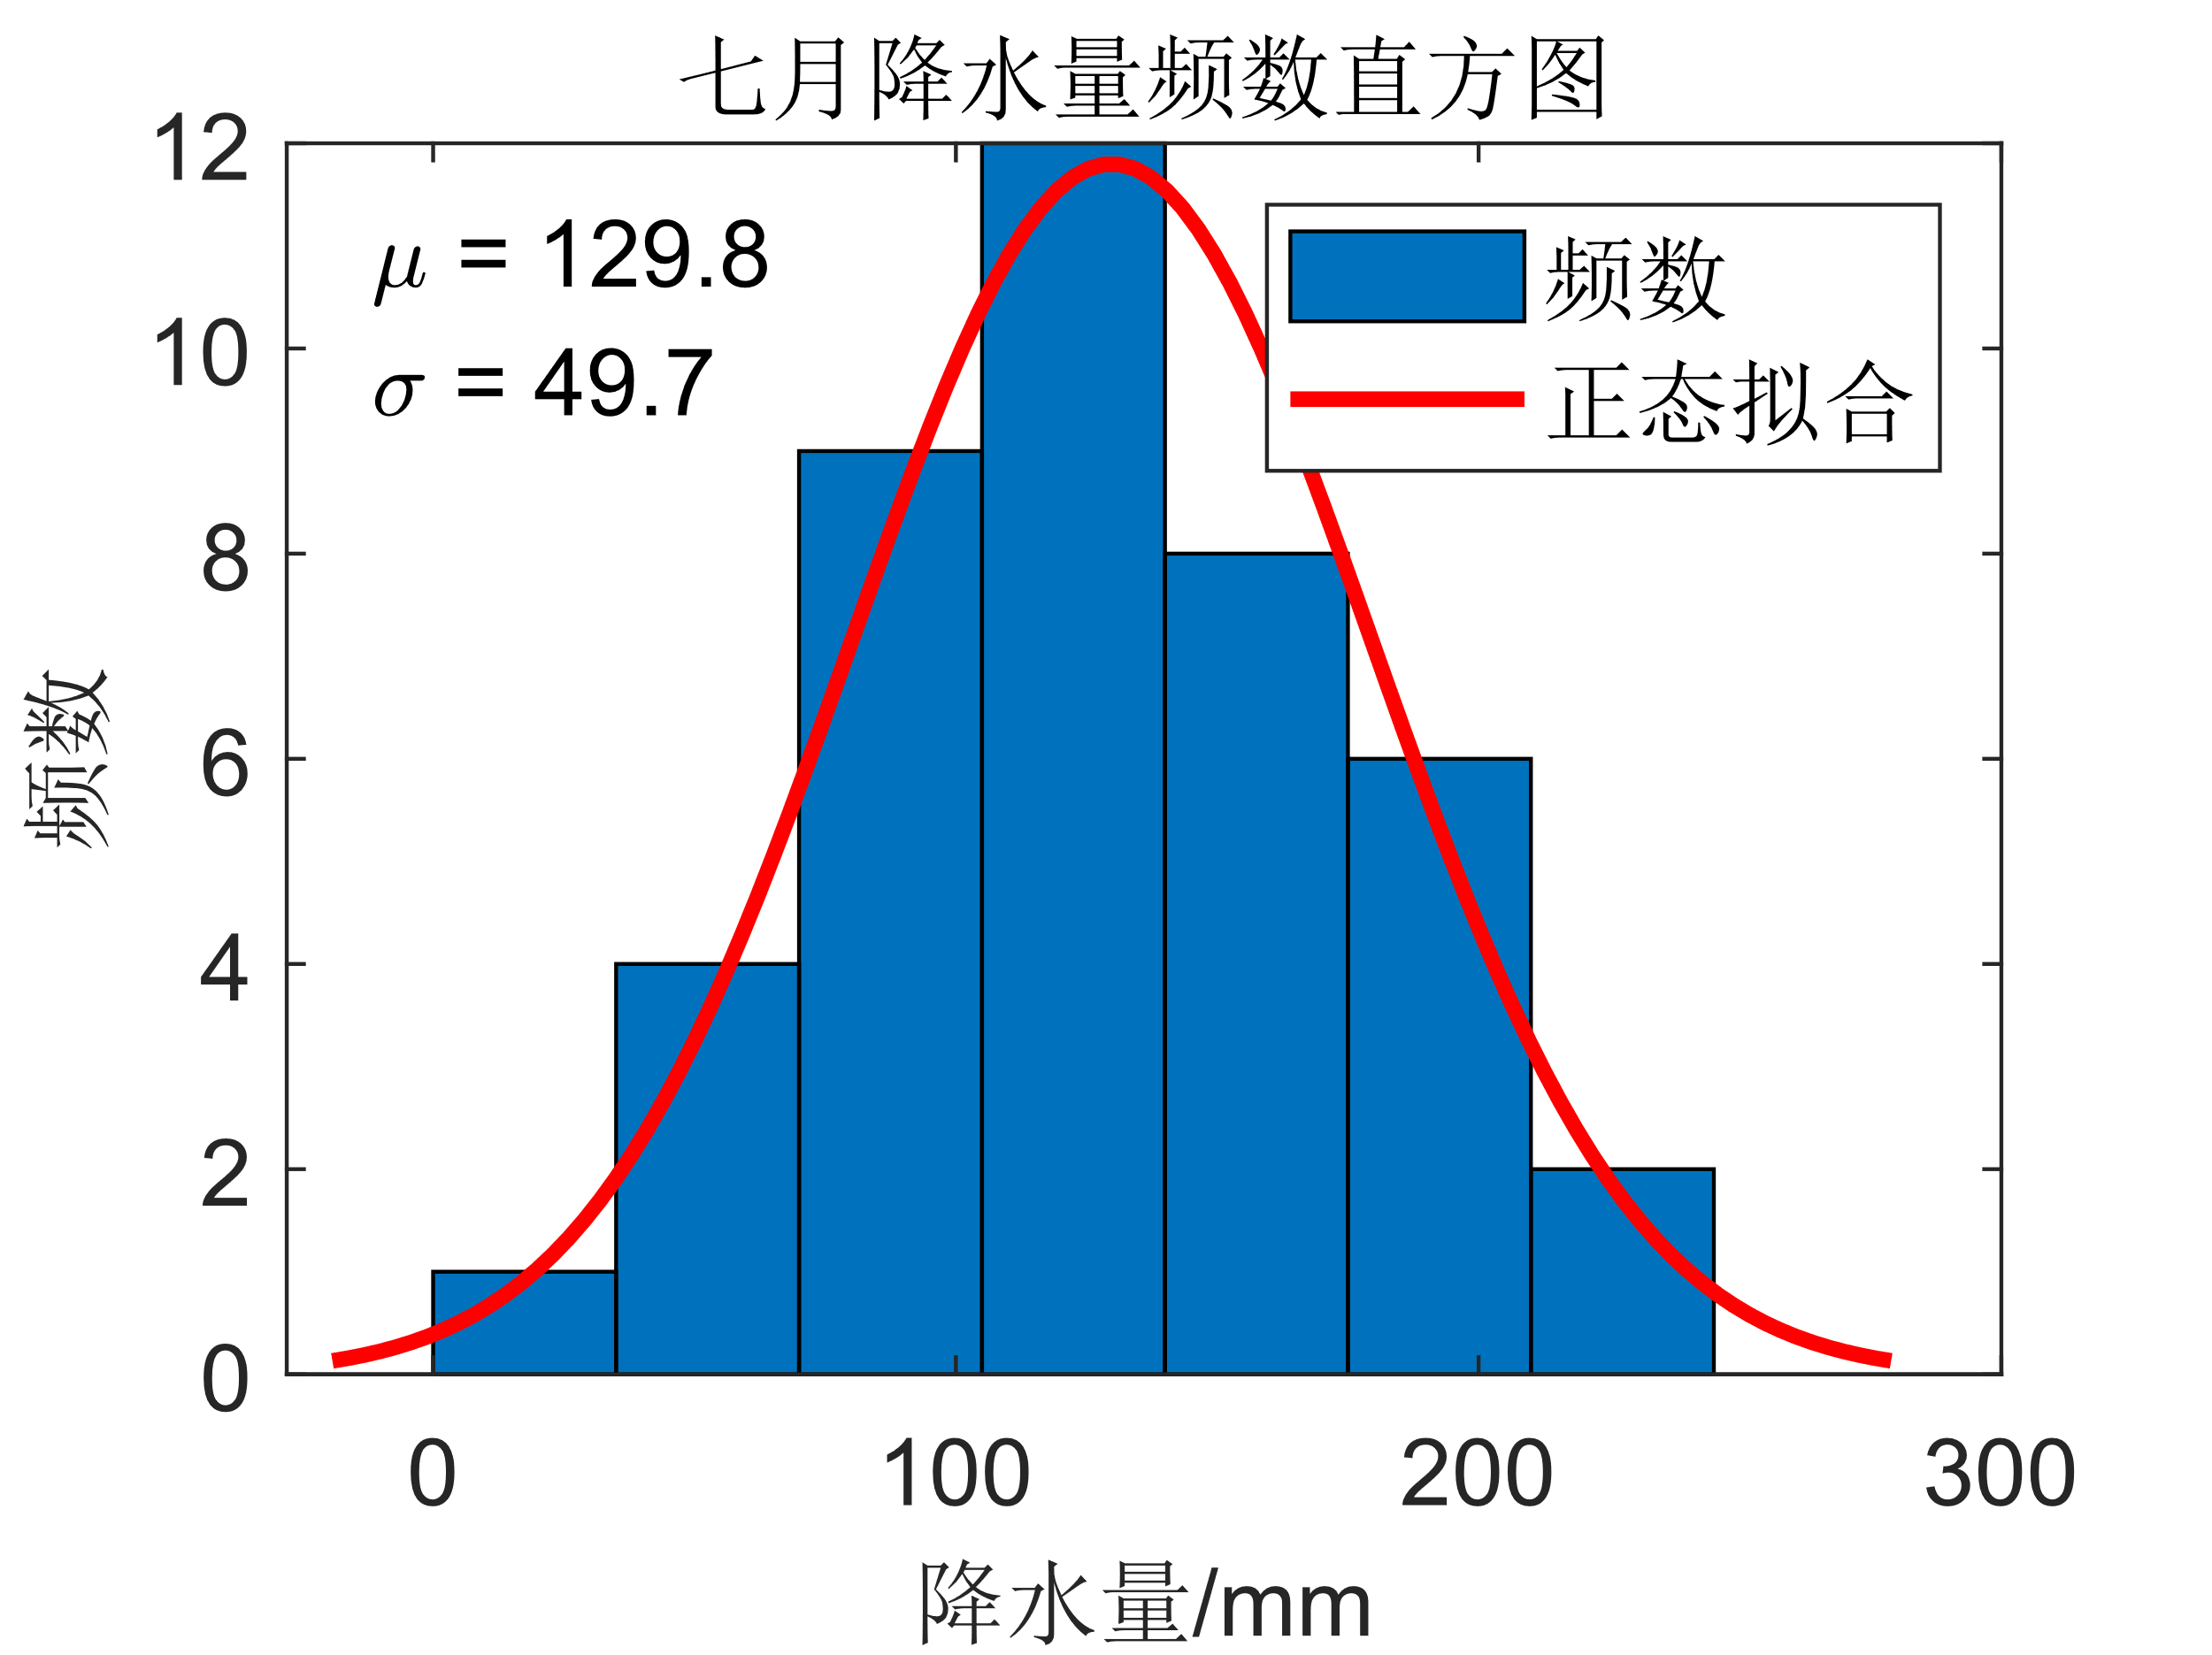 七月降水量频数直方图
μ = 129.8
σ = 49.7
频数
正态拟合
频数
12
10
8
6
4
2
0
0 100 200 300
降水量/mm